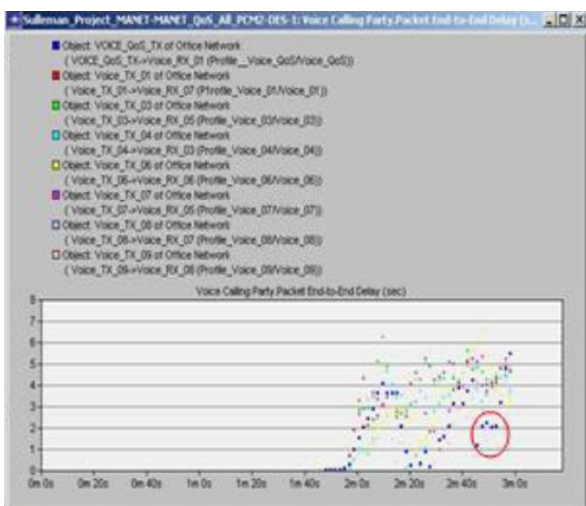 Sulleman_Project_MANET-MANET_QoS_All_PCM2-DES-1: Voice Calling Party.Packet End-to-End Delay (s...
Object: VOICE_QoS_TX of Office Network
( VOICE_QoS_TX->Voice_RX_01 (Profile__Voice_QoS/Voice_QoS))
Object: Voice_TX_01 of Office Network
( Voice_TX_01->Voice_RX_07 (P1rofile_Voice_01/Voice_01))
Object: Voice_TX_03 of Office Network
( Voice_TX_03->Voice_RX_05 (Profile_Voice_03/Voice_03))
Object: Voice_TX_04 of Office Network
( Voice_TX_04->Voice_RX_03 (Profile_Voice_04/Voice_04))
Object: Voice_TX_06 of Office Network
( Voice_TX_06->Voice_RX_01 (Profile_Voice_06/Voice_06))
Object: Voice_TX_07 of Office Network
( Voice_TX_07->Voice_RX_05 (Profile_Voice_07/Voice_07))
Object: Voice_TX_08 of Office Network
( Voice_TX_08->Voice_RX_07 (Profile_Voice_08/Voice_08))
Object: Voice_TX_09 of Office Network
( Voice_TX_09->Voice_RX_08 (Profile_Voice_09/Voice_09))
Voice Calling Party.Packet End-to-End Delay (sec)
8
7
6
5
4
3
2
1
0
0m 0s 0m 20s 0m 40s 1m 0s 1m 20s 1m 40s 2m 0s 2m 20s 2m 40s 3m 0s